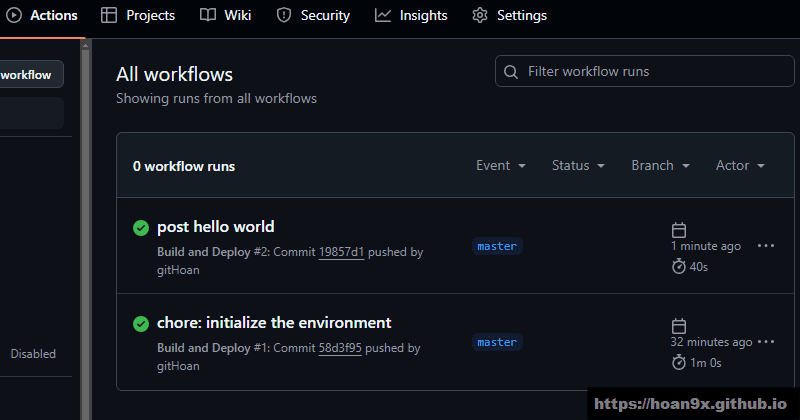 Actions Projects Wiki Security Insights Settings
workflow
All workflows
Filter workflow runs
Showing runs from all workflows
0 workflow runs
Event Status Branch Actor
post hello world
Build and Deploy #2: Commit 19857d1 pushed by
gitHoan
master
1 minute ago
40s
chore: initialize the environment
Build and Deploy #1: Commit 58d3f95 pushed by
gitHoan
master
32 minutes ago
1m 0s
Disabled
https://hoan9x.github.io